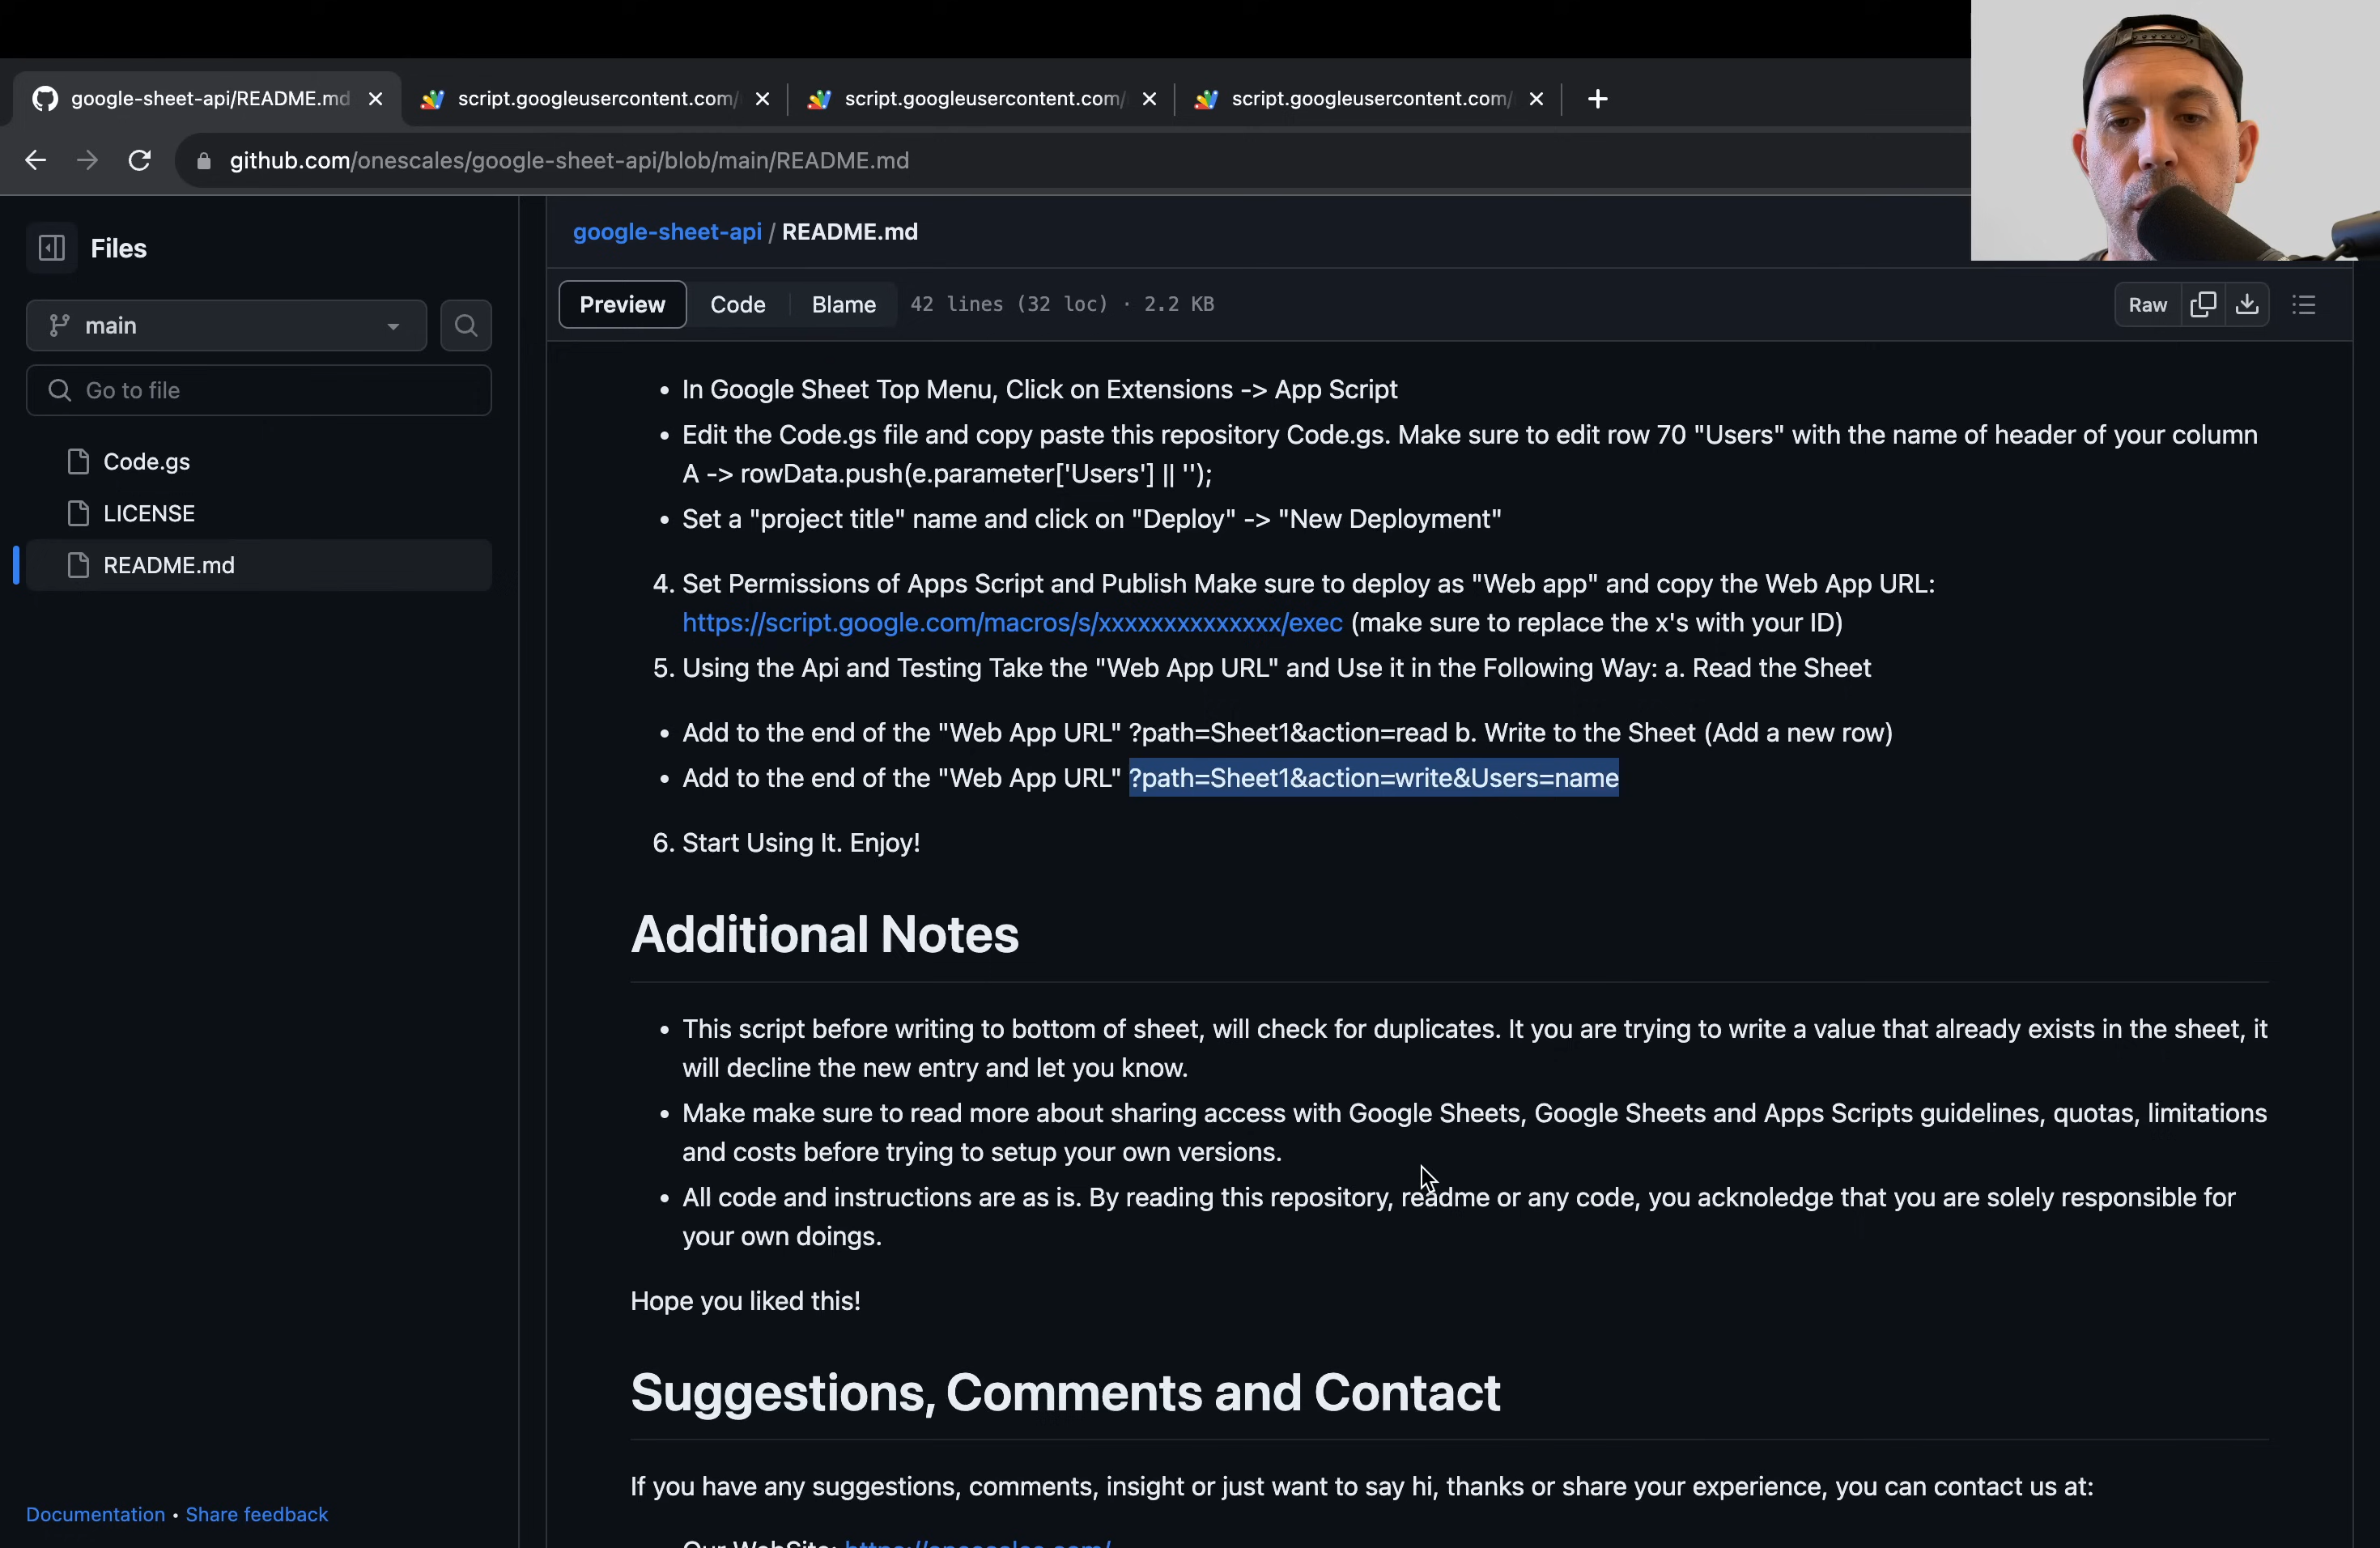 google-sheet-api/README.md
script.googleusercontent.com/
script.googleusercontent.com/
script.googleusercontent.com/
github.com/onescales/google-sheet-api/blob/main/README.md
Files
main
Go to file
Code.gs
LICENSE
README.md
Documentation • Share feedback
google-sheet-api / README.md
Preview Code Blame 42 lines (32 loc) · 2.2 KB Raw
• In Google Sheet Top Menu, Click on Extensions -> App Script
• Edit the Code.gs file and copy paste this repository Code.gs. Make sure to edit row 70 "Users" with the name of header of your column
A -> rowData.push(e.parameter['Users'] || '');
• Set a "project title" name and click on "Deploy" -> "New Deployment"
4. Set Permissions of Apps Script and Publish Make sure to deploy as "Web app" and copy the Web App URL:
https://script.google.com/macros/s/xxxxxxxxxxxxxx/exec (make sure to replace the x's with your ID)
5. Using the Api and Testing Take the "Web App URL" and Use it in the Following Way: a. Read the Sheet
• Add to the end of the "Web App URL" ?path=Sheet1&action=read b. Write to the Sheet (Add a new row)
• Add to the end of the "Web App URL" ?path=Sheet1&action=write&Users=name
6. Start Using It. Enjoy!
Additional Notes
• This script before writing to bottom of sheet, will check for duplicates. It you are trying to write a value that already exists in the sheet, it
will decline the new entry and let you know.
• Make make sure to read more about sharing access with Google Sheets, Google Sheets and Apps Scripts guidelines, quotas, limitations
and costs before trying to setup your own versions.
• All code and instructions are as is. By reading this repository, readme or any code, you acknoledge that you are solely responsible for
your own doings.
Hope you liked this!
Suggestions, Comments and Contact
If you have any suggestions, comments, insight or just want to say hi, thanks or share your experience, you can contact us at:
Our WebSite: https://onescales.com/